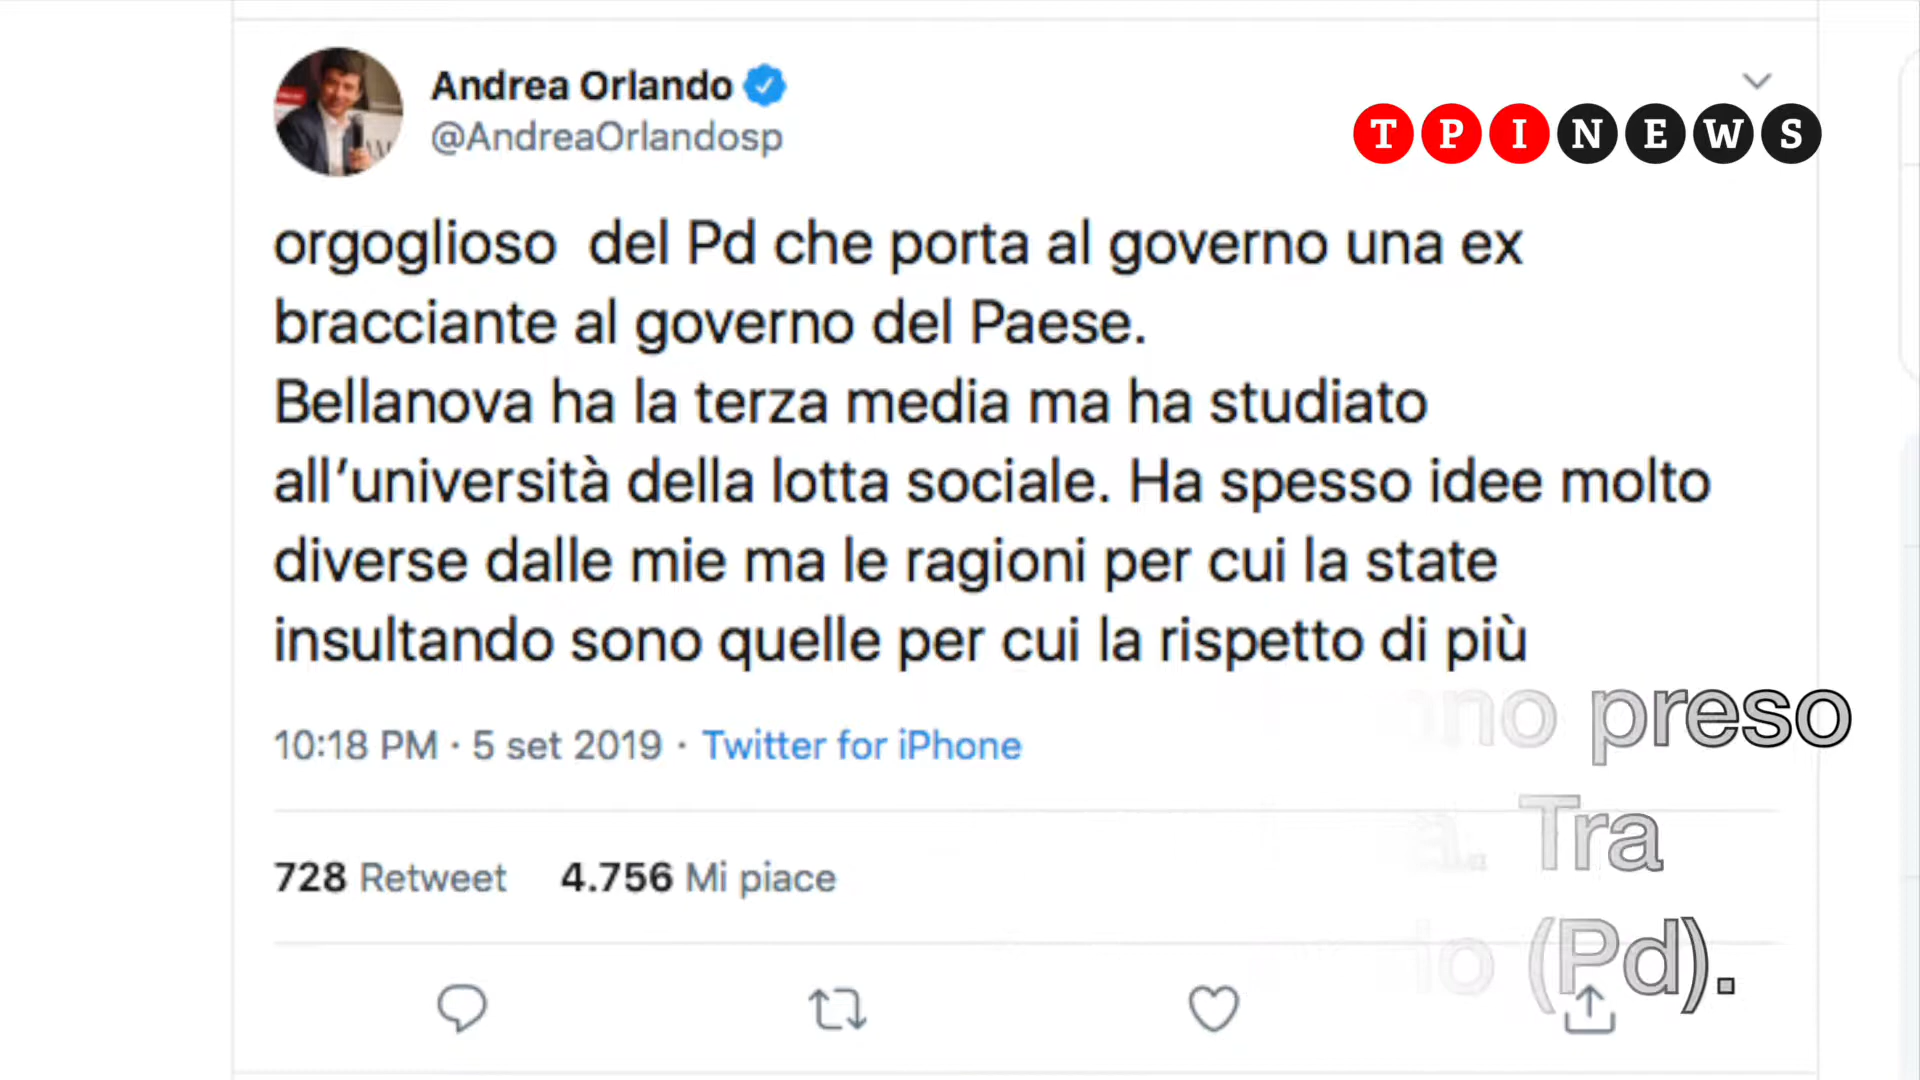 Andrea Orlando
@AndreaOrlandosp
TPI NEWS
orgoglioso del Pd che porta al governo una ex
bracciante al governo del Paese.
Bellanova ha la terza media ma ha studiato
all’università della lotta sociale. Ha spesso idee molto
diverse dalle mie ma le ragioni per cui la state
insultando sono quelle per cui la rispetto di più
preso
10:18 PM · 5 set 2019 · Twitter for iPhone
Tra
728 Retweet 4.756 Mi piace
(Pd).